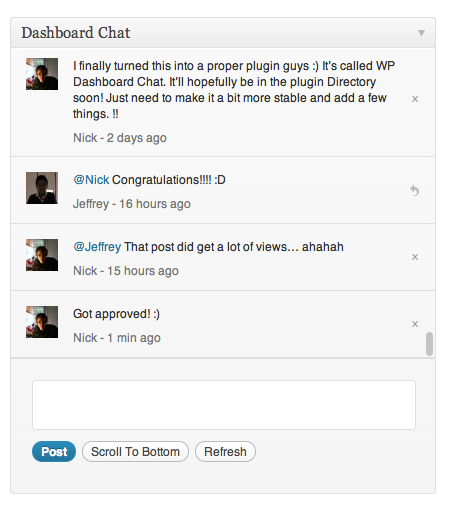 Dashboard Chat
I finally turned this into a proper plugin guys :) It's called WP
Dashboard Chat. It'll hopefully be in the plugin Directory
soon! Just need to make it a bit more stable and add a few
things. !!
Nick - 2 days ago
@Nick Congratulations!!!! :D
Jeffrey - 16 hours ago
@Jeffrey That post did get a lot of views... ahahah
Nick - 15 hours ago
Got approved! :)
Nick - 1 min ago
Post Scroll To Bottom Refresh